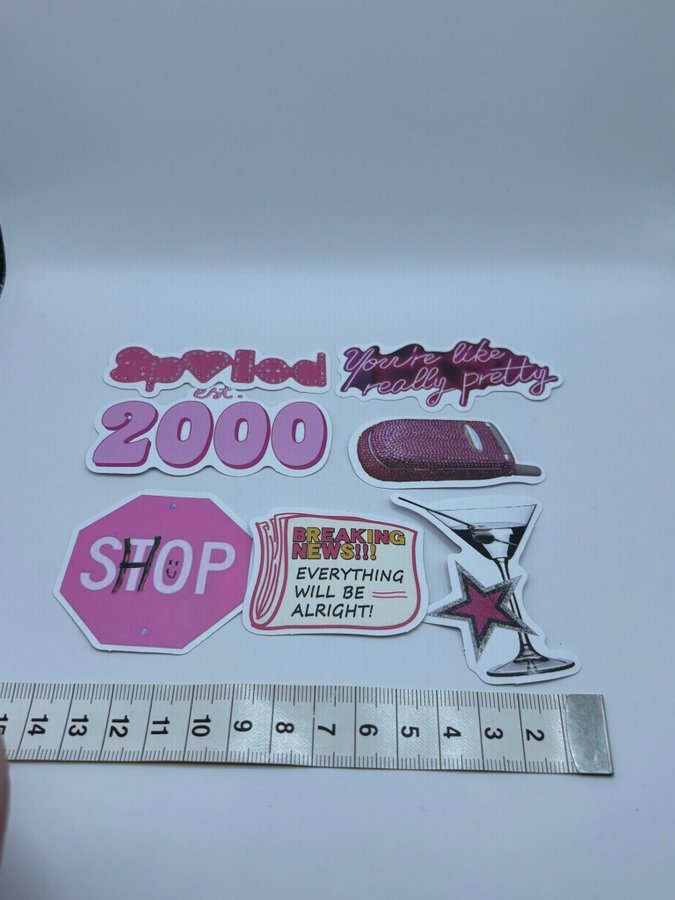 Spoiled
You're like
really pretty
est.
2000
SHOP
BREAKING
NEWS!!!
EVERYTHING
WILL BE
ALRIGHT!
14 13 12 11 10 9 8 7 6 5 4 3 2